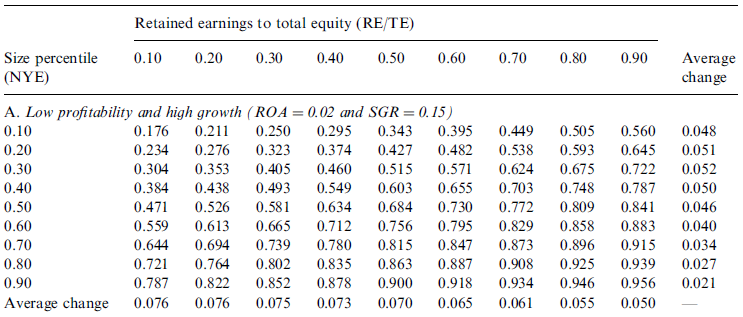 Retained earnings to total equity (RE/TE)
Size percentile 0.10 0.20 0.30 0.40 0.50 0.60 0.70 0.80 0.90 Average
(NYE) change
A. Low profitability and high growth (ROA = 0.02 and SGR = 0.15)
0.10 0.176 0.211 0.250 0.295 0.343 0.395 0.449 0.505 0.560 0.048
0.20 0.234 0.276 0.323 0.374 0.427 0.482 0.538 0.593 0.645 0.051
0.30 0.304 0.353 0.405 0.460 0.515 0.571 0.624 0.675 0.722 0.052
0.40 0.384 0.438 0.493 0.549 0.603 0.655 0.703 0.748 0.787 0.050
0.50 0.471 0.526 0.581 0.634 0.684 0.730 0.772 0.809 0.841 0.046
0.60 0.559 0.613 0.665 0.712 0.756 0.795 0.829 0.858 0.883 0.040
0.70 0.644 0.694 0.739 0.780 0.815 0.847 0.873 0.896 0.915 0.034
0.80 0.721 0.764 0.802 0.835 0.863 0.887 0.908 0.925 0.939 0.027
0.90 0.787 0.822 0.852 0.878 0.900 0.918 0.934 0.946 0.956 0.021
Average change 0.076 0.076 0.075 0.073 0.070 0.065 0.061 0.055 0.050 —